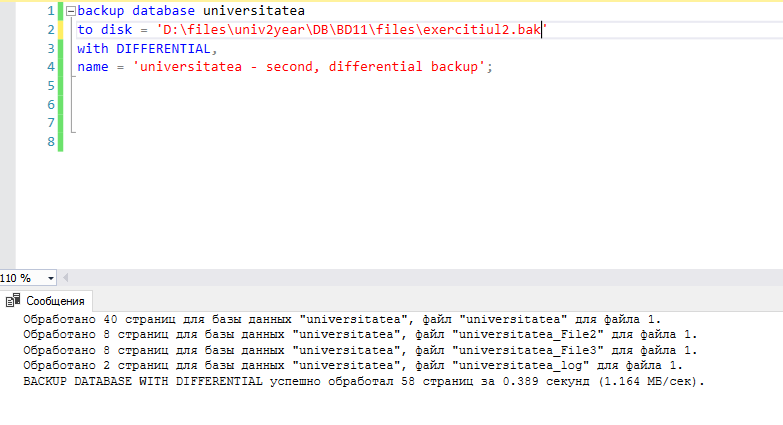 1 backup database universitatea
2 to disk = 'D:\files\univ2year\DB\BD11\files\exercitiul2.bak'
3 with DIFFERENTIAL,
4 name = 'universitatea - second, differential backup';
5
6
7
8
110 %
Сообщения
Обработано 40 страниц для базы данных "universitatea", файл "universitatea" для файла 1.
Обработано 8 страниц для базы данных "universitatea", файл "universitatea_File2" для файла 1.
Обработано 8 страниц для базы данных "universitatea", файл "universitatea_File3" для файла 1.
Обработано 2 страниц для базы данных "universitatea", файл "universitatea_log" для файла 1.
BACKUP DATABASE WITH DIFFERENTIAL успешно обработал 58 страниц за 0.389 секунд (1.164 МБ/сек).